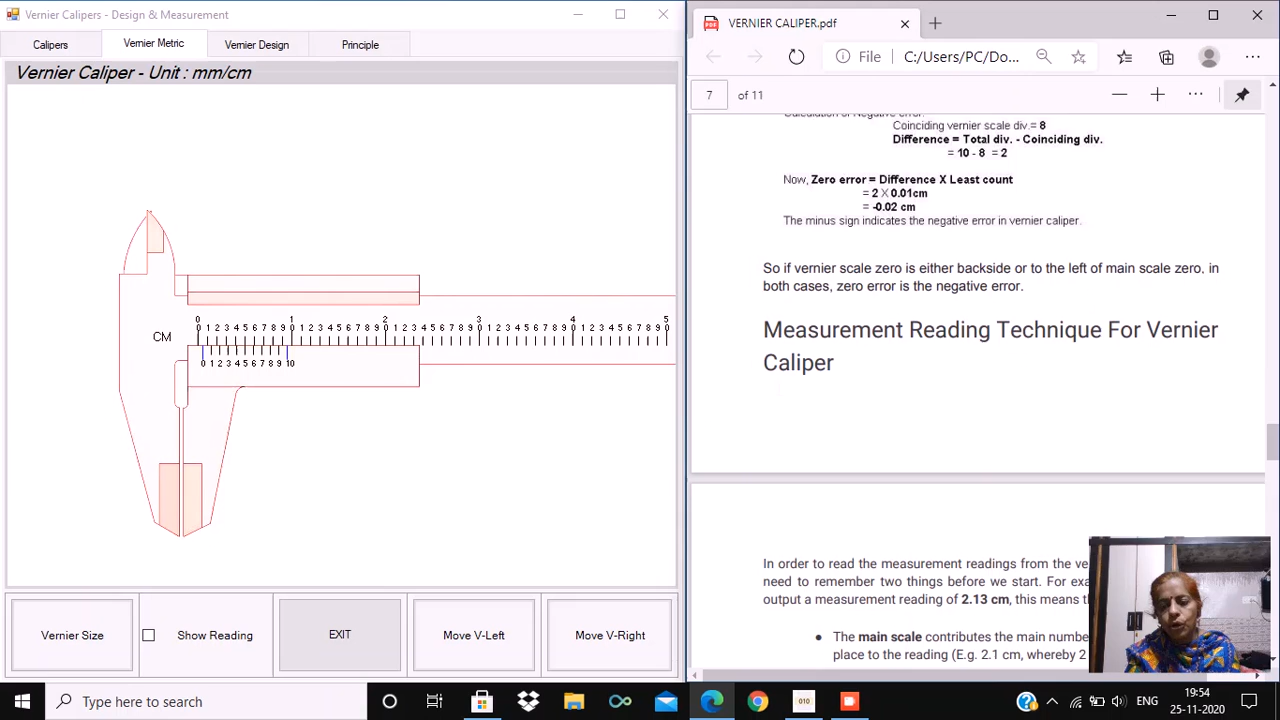 Vernier Calipers - Design & Measurement
Calipers
Vernier Metric
Vernier Design
Principle
Vernier Caliper - Unit : mm/cm
0 1 2 3 4 5
0 1 2 3 4 5 6 7 8 9 0 1 2 3 4 5 6 7 8 9 0 1 2 3 4 5 6 7 8 9 0 1 2 3 4 5 6 7 8 9 0 1 2 3 4 5 6 7 8 9 0
CM
0 1 2 3 4 5 6 7 8 9 10
Vernier Size
Show Reading
EXIT
Move V-Left
Move V-Right
VERNIER CALIPER.pdf
File
C:/Users/PC/Do...
7
of 11
Calculation of Negative error:
Coinciding vernier scale div.= 8
Difference = Total div. - Coinciding div.
= 10 - 8 = 2
Now, Zero error = Difference X Least count
= 2 X 0.01cm
= -0.02 cm
The minus sign indicates the negative error in vernier caliper.
So if vernier scale zero is either backside or to the left of main scale zero, in
both cases, zero error is the negative error.
Measurement Reading Technique For Vernier
Caliper
In order to read the measurement readings from the ve
need to remember two things before we start. For exa
output a measurement reading of 2.13 cm, this means th
● The main scale contributes the main numbe
place to the reading (E.g. 2.1 cm, whereby 2
Type here to search
ENG
19:54
25-11-2020